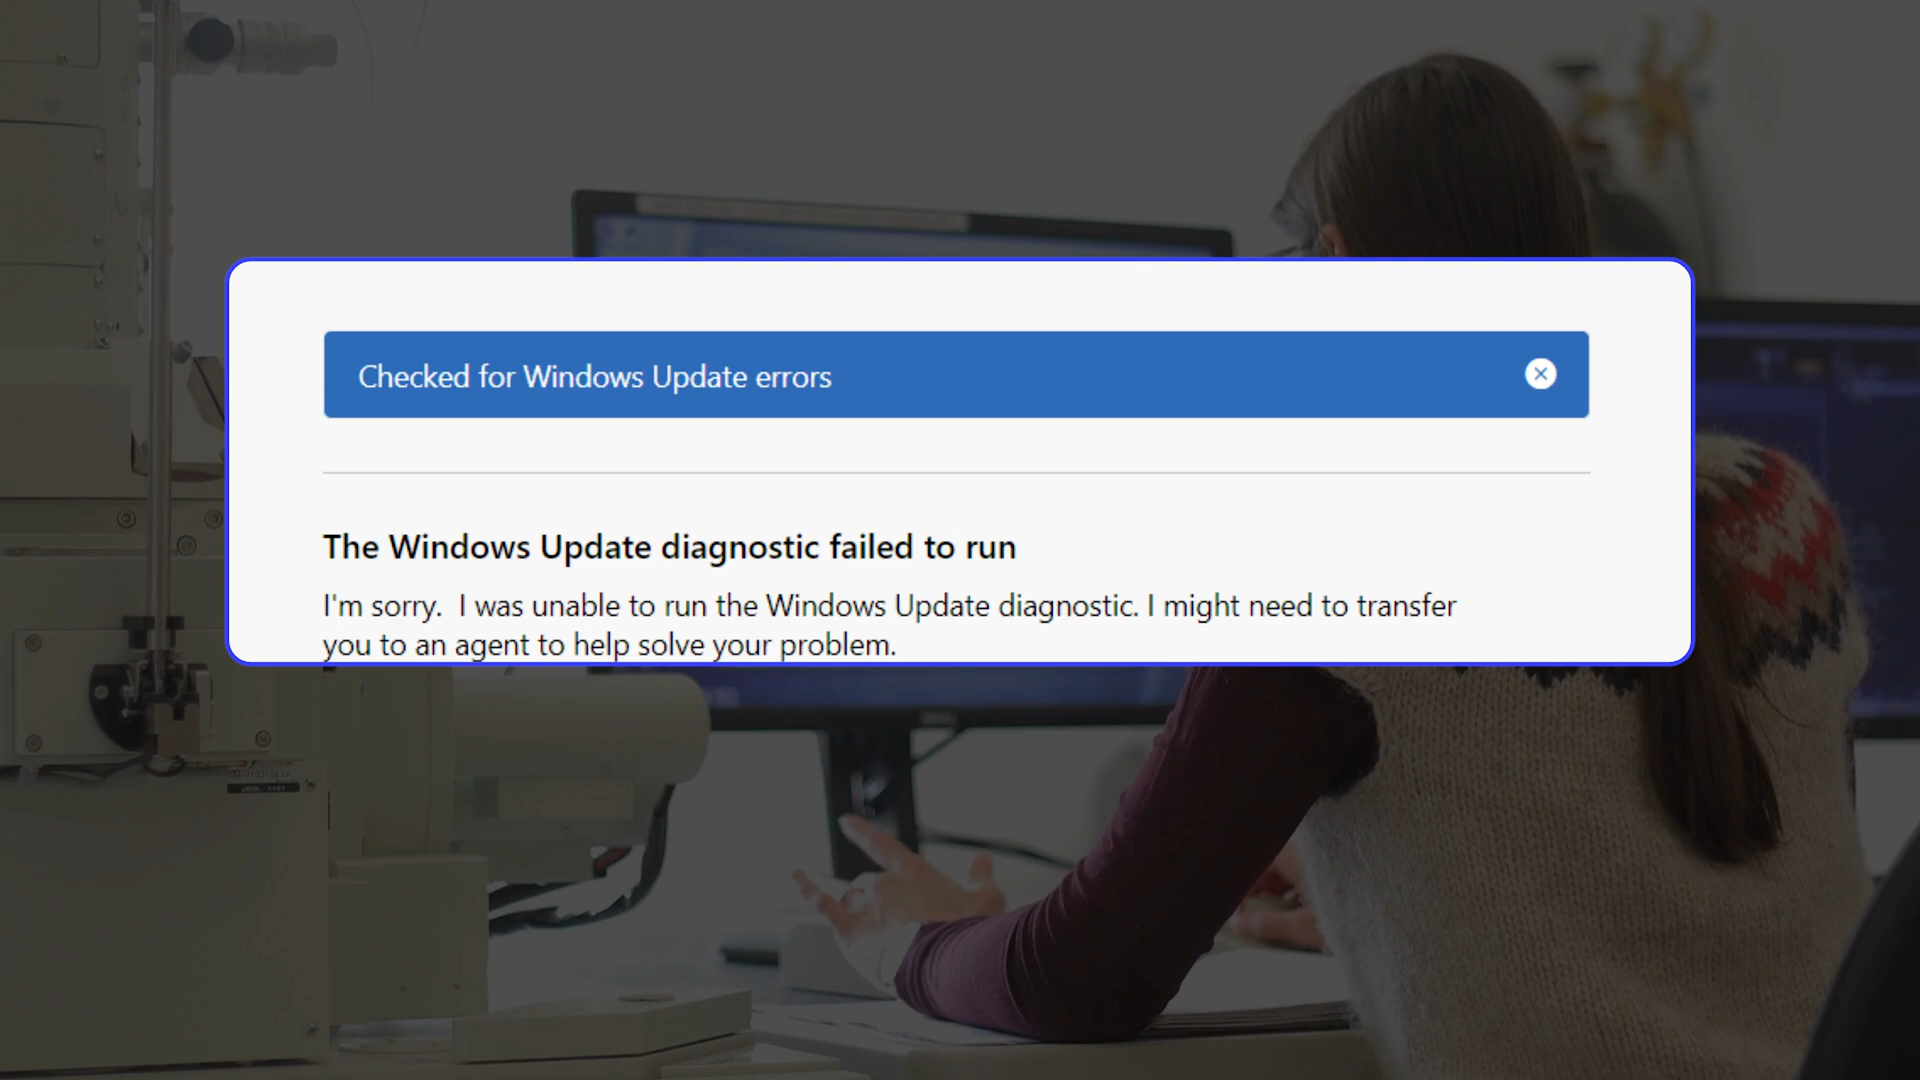 Checked for Windows Update errors
The Windows Update diagnostic failed to run
I'm sorry.  I was unable to run the Windows Update diagnostic. I might need to transfer
you to an agent to help solve your problem.